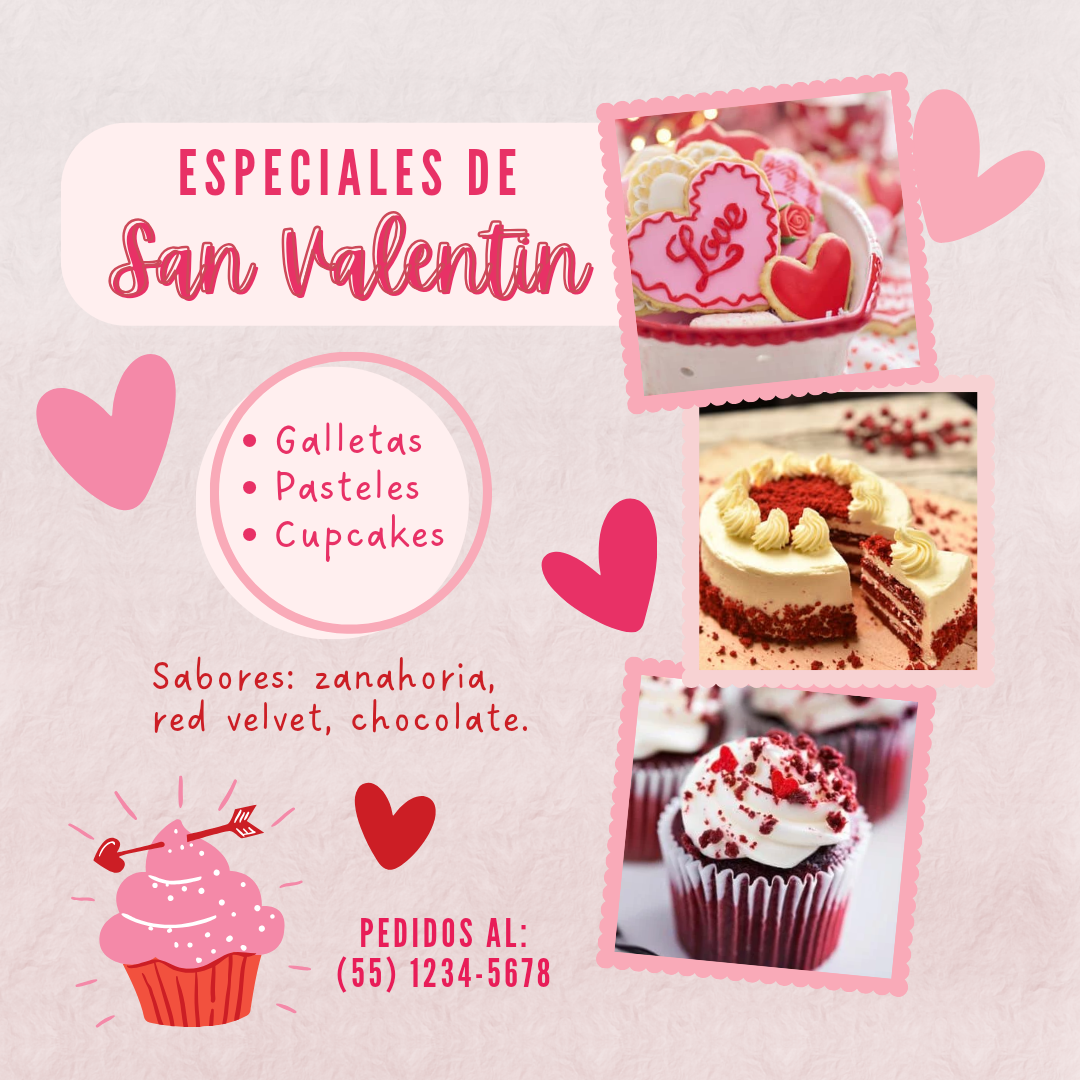 ESPECIALES DE
San Valentin
Love
• Galletas
• Pasteles
• Cupcakes
Sabores: zanahoria,
red velvet, chocolate.
PEDIDOS AL:
(55) 1234-5678